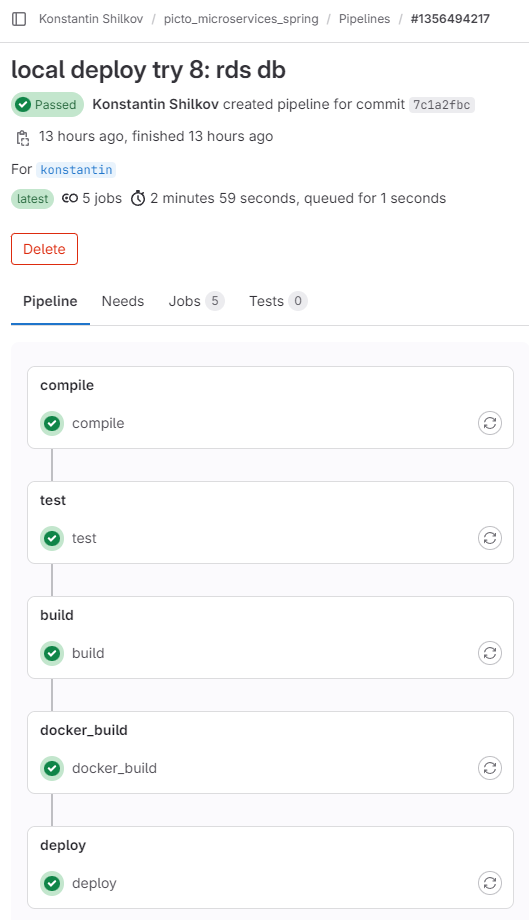 Konstantin Shilkov / picto_microservices_spring / Pipelines / #1356494217
local deploy try 8: rds db
Passed Konstantin Shilkov created pipeline for commit 7c1a2fbc
13 hours ago, finished 13 hours ago
For konstantin
latest 5 jobs 2 minutes 59 seconds, queued for 1 seconds
Delete
Pipeline Needs Jobs 5 Tests 0
compile
compile
test
test
build
build
docker_build
docker_build
deploy
deploy